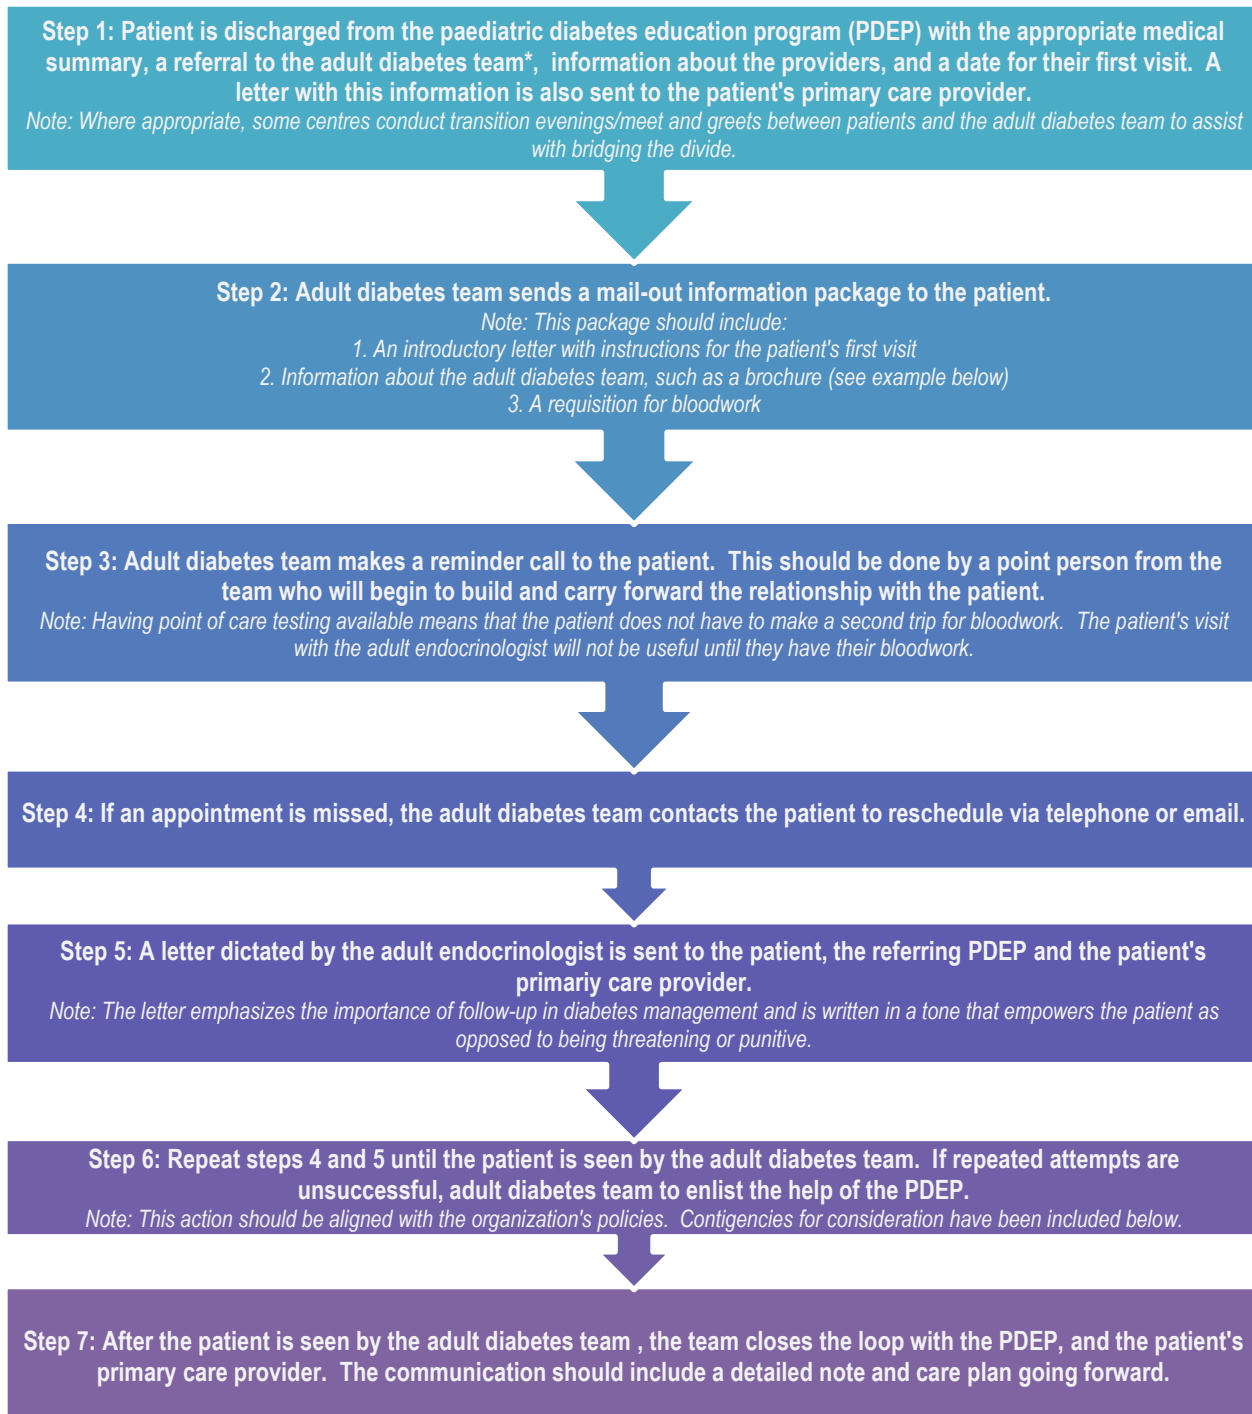 Step 1: Patient is discharged from the paediatric diabetes education program (PDEP) with the appropriate medical
summary, a referral to the adult diabetes team*,  information about the providers, and a date for their first visit.  A
letter with this information is also sent to the patient's primary care provider.
Note: Where appropriate, some centres conduct transition evenings/meet and greets between patients and the adult diabetes team to assist
with bridging the divide.
Step 2: Adult diabetes team sends a mail-out information package to the patient.
Note: This package should include:
1. An introductory letter with instructions for the patient's first visit
2. Information about the adult diabetes team, such as a brochure (see example below)
3. A requisition for bloodwork
Step 3: Adult diabetes team makes a reminder call to the patient.  This should be done by a point person from the
team who will begin to build and carry forward the relationship with the patient.
Note: Having point of care testing available means that the patient does not have to make a second trip for bloodwork.  The patient's visit
with the adult endocrinologist will not be useful until they have their bloodwork.
Step 4: If an appointment is missed, the adult diabetes team contacts the patient to reschedule via telephone or email.
Step 5: A letter dictated by the adult endocrinologist is sent to the patient, the referring PDEP and the patient's
primariy care provider.
Note: The letter emphasizes the importance of follow-up in diabetes management and is written in a tone that empowers the patient as
opposed to being threatening or punitive.
Step 6: Repeat steps 4 and 5 until the patient is seen by the adult diabetes team.  If repeated attempts are
unsuccessful, adult diabetes team to enlist the help of the PDEP.
Note: This action should be aligned with the organization's policies.  Contigencies for consideration have been included below.
Step 7: After the patient is seen by the adult diabetes team , the team closes the loop with the PDEP, and the patient's
primary care provider.  The communication should include a detailed note and care plan going forward.